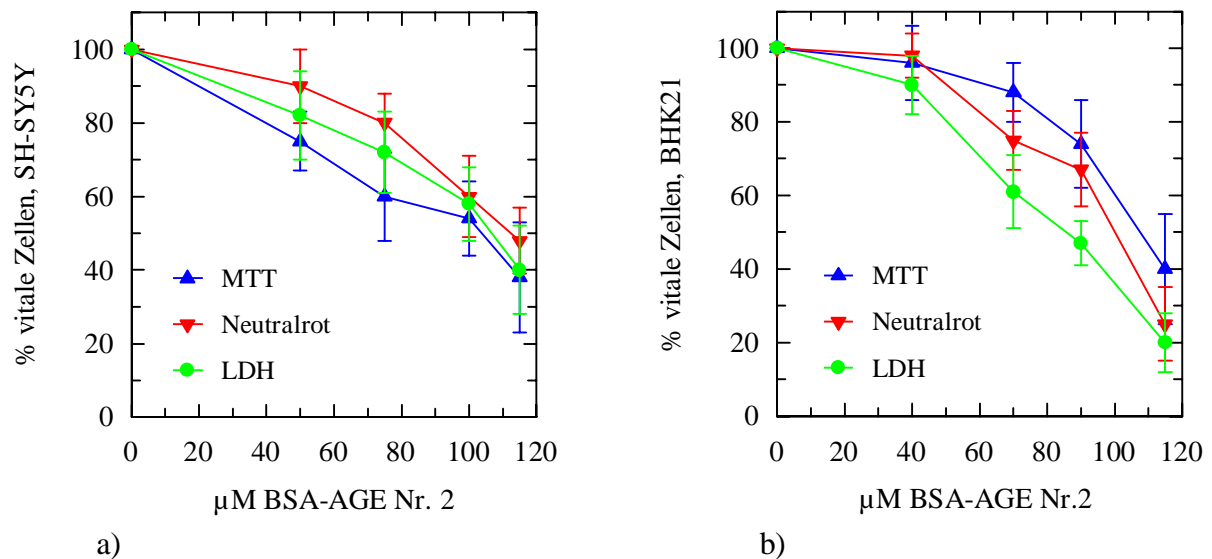 % vitale Zellen, SH-SY5Y
100
80
60
40
20
0
MTT
Neutralrot
LDH
0 20 40 60 80 100 120
µM BSA-AGE Nr. 2
a)
% vitale Zellen, BHK21
100
80
60
40
20
0
MTT
Neutralrot
LDH
0 20 40 60 80 100 120
µM BSA-AGE Nr.2
b)